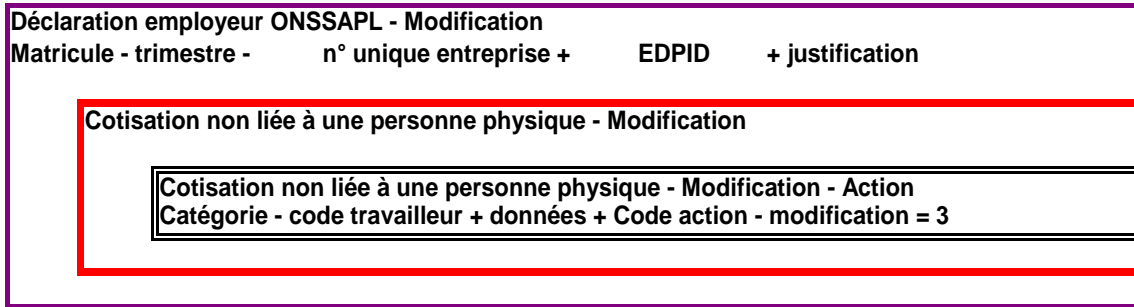 Déclaration employeur ONSSAPL - Modification
Matricule - trimestre - n° unique entreprise + EDPID + justification
Cotisation non liée à une personne physique - Modification
Cotisation non liée à une personne physique - Modification - Action
Catégorie - code travailleur + données + Code action - modification = 3